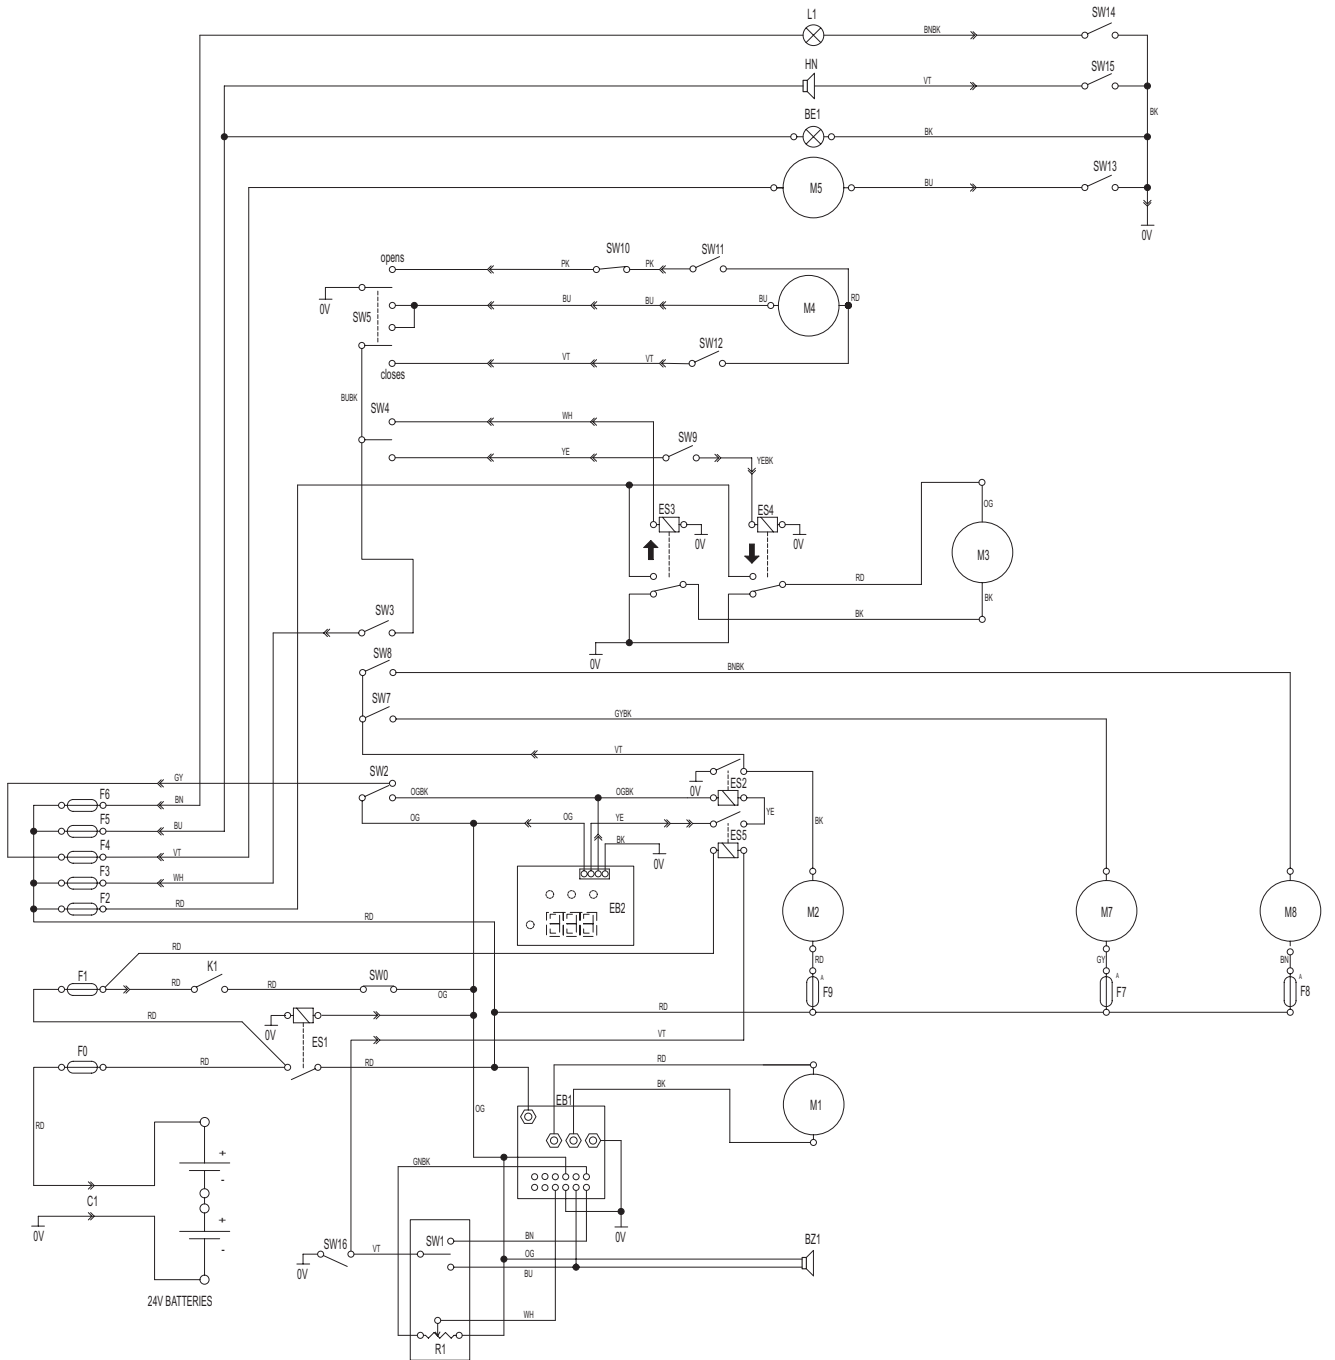 L1
SW14
BNBK
HN
SW15
VT
BE1
BK
BK
M5
SW13
BU
0V
opens
SW10
SW11
PK
PK
0V
SW5
BU
BU
BU
M4
RD
SW12
VT
VT
closes
BUBK
SW4
WH
SW9
YE
YEBK
ES3
ES4
OG
0V
0V
M3
RD
BK
BK
SW3
0V
SW8
BNBK
SW7
GYBK
VT
GY
SW2
0V
ES2
F6
BN
OGBK
OGBK
YE
F5
BU
OG
OG
YE
BK
BK
ES5
0V
F4
VT
F3
WH
EB2
F2
RD
RD
M2
M7
M8
RD
F1
RD
K1
RD
SW0
OG
RD
A
F9
GY
A
F7
BN
A
F8
RD
0V
ES1
RD
VT
F0
RD
RD
RD
BK
M1
EB1
OG
RD
GNBK
+
-
C1
0V
+
-
SW16
VT
SW1
BN
0V
BZ1
OG
BU
0V
24V BATTERIES
WH
R1